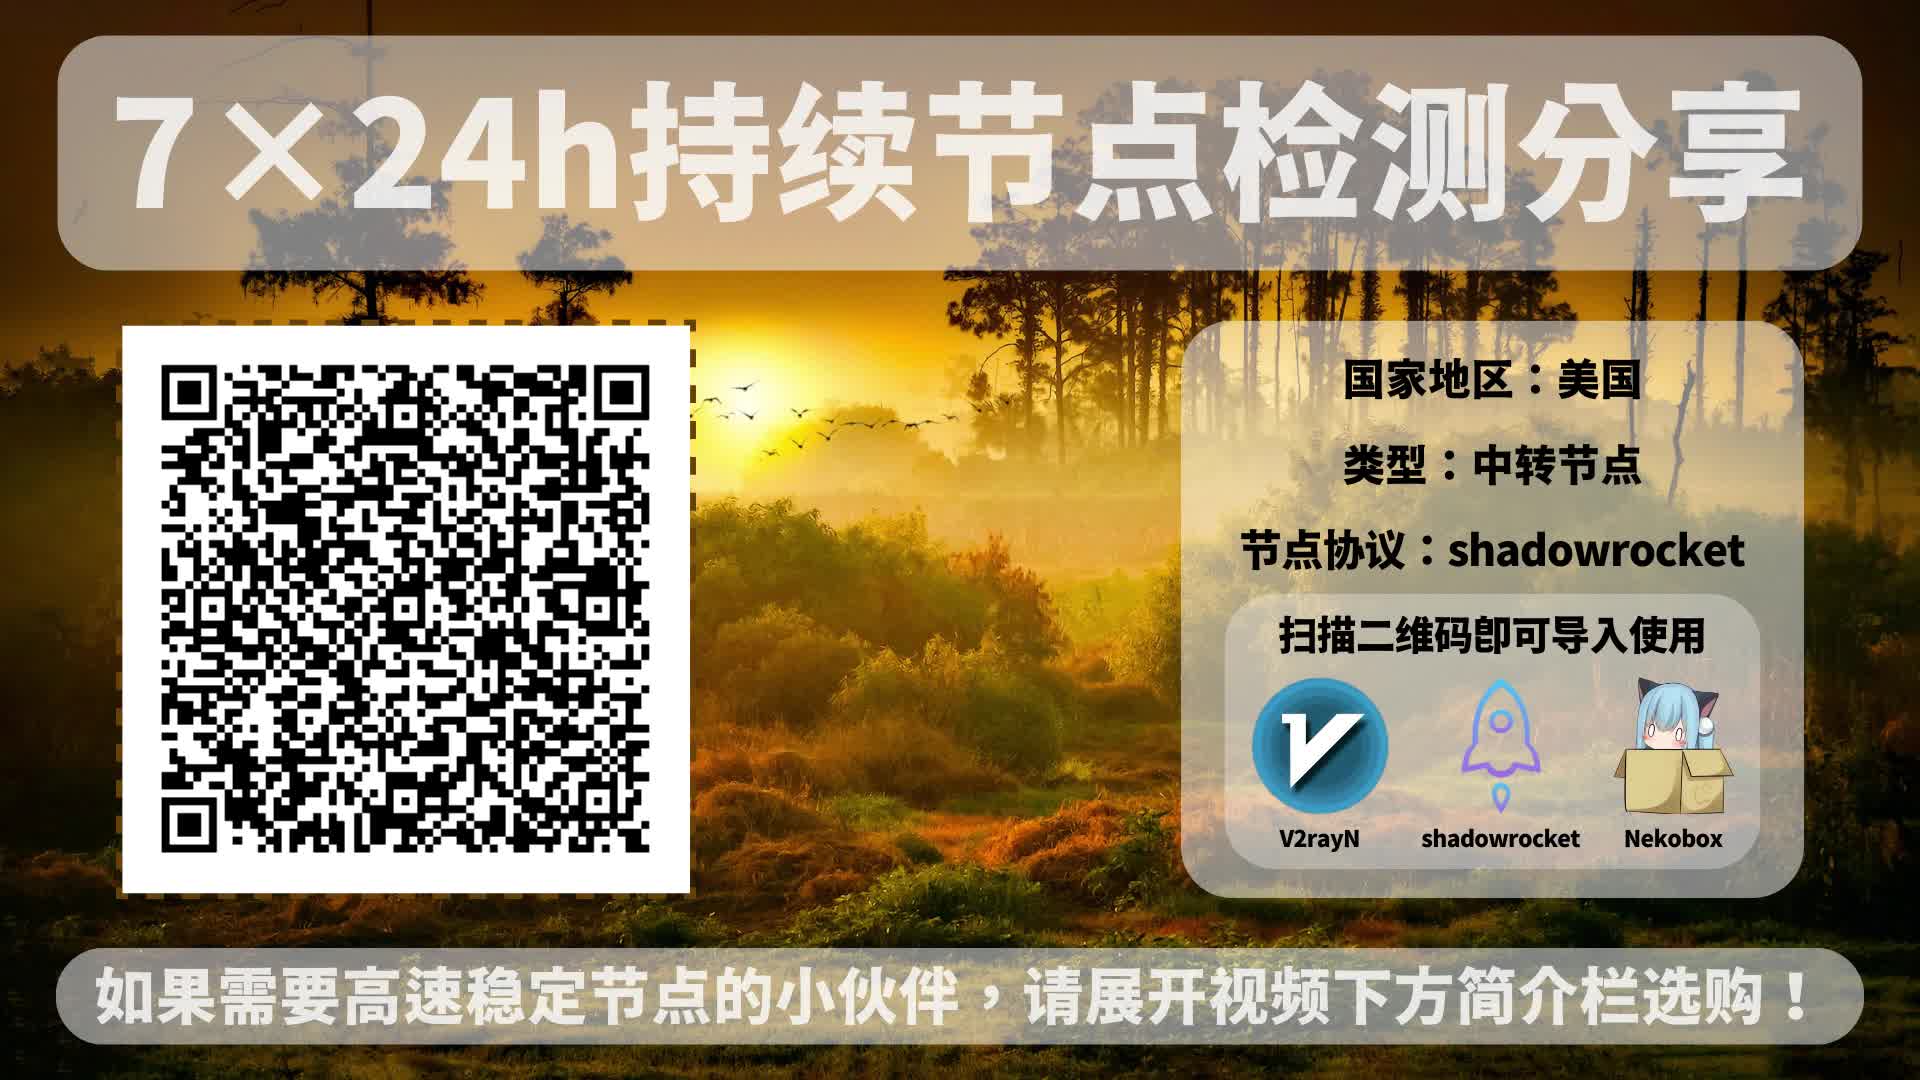 7×24h持续节点检测分享
国家地区：美国
类型：中转节点
节点协议：shadowrocket
扫描二维码即可导入使用
V2rayN shadowrocket Nekobox
如果需要高速稳定节点的小伙伴，请展开视频下方简介栏选购！